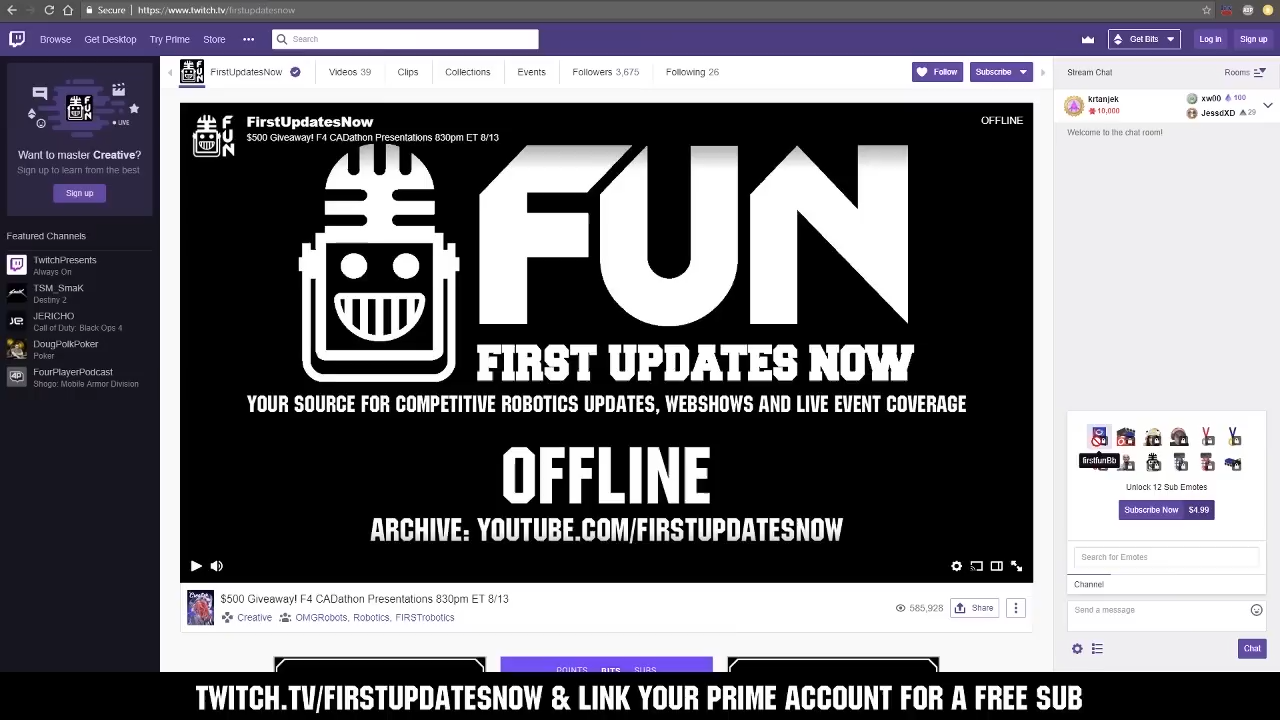 Secure
https://www.twitch.tv/firstupdatesnow
Browse
Get Desktop
Try Prime
Store
Search
Get Bits
Log in
Sign up
Want to master Creative?
Sign up to learn from the best
Sign up
LIVE
FUN
Featured Channels
TwitchPresents
Always On
TSM_SmaK
Destiny 2
JERICHO
Call of Duty: Black Ops 4
DougPolkPoker
Poker
FourPlayerPodcast
Shogo: Mobile Armor Division
FUN
FirstUpdatesNow
Videos 39
Clips
Collections
Events
Followers 3,675
Following 26
Follow
Subscribe
FUN
FirstUpdatesNow
$500 Giveaway! F4 CADathon Presentations 830pm ET 8/13
OFFLINE
FUN
FIRST UPDATES NOW
YOUR SOURCE FOR COMPETITIVE ROBOTICS UPDATES, WEBSHOWS AND LIVE EVENT COVERAGE
OFFLINE
ARCHIVE: YOUTUBE.COM/FIRSTUPDATESNOW
$500 Giveaway! F4 CADathon Presentations 830pm ET 8/13
Creative
OMGRobots, Robotics, FIRSTrobotics
585,928
Share
POINTS
BITS
SUBS
Stream Chat
Rooms
krtanjek
10,000
xw00 100
JessdXD 29
Welcome to the chat room!
firstfunBb
Unlock 12 Sub Emotes
Subscribe Now $4.99
Search for Emotes
Channel
Send a message
Chat
TWITCH.TV/FIRSTUPDATESNOW & LINK YOUR PRIME ACCOUNT FOR A FREE SUB